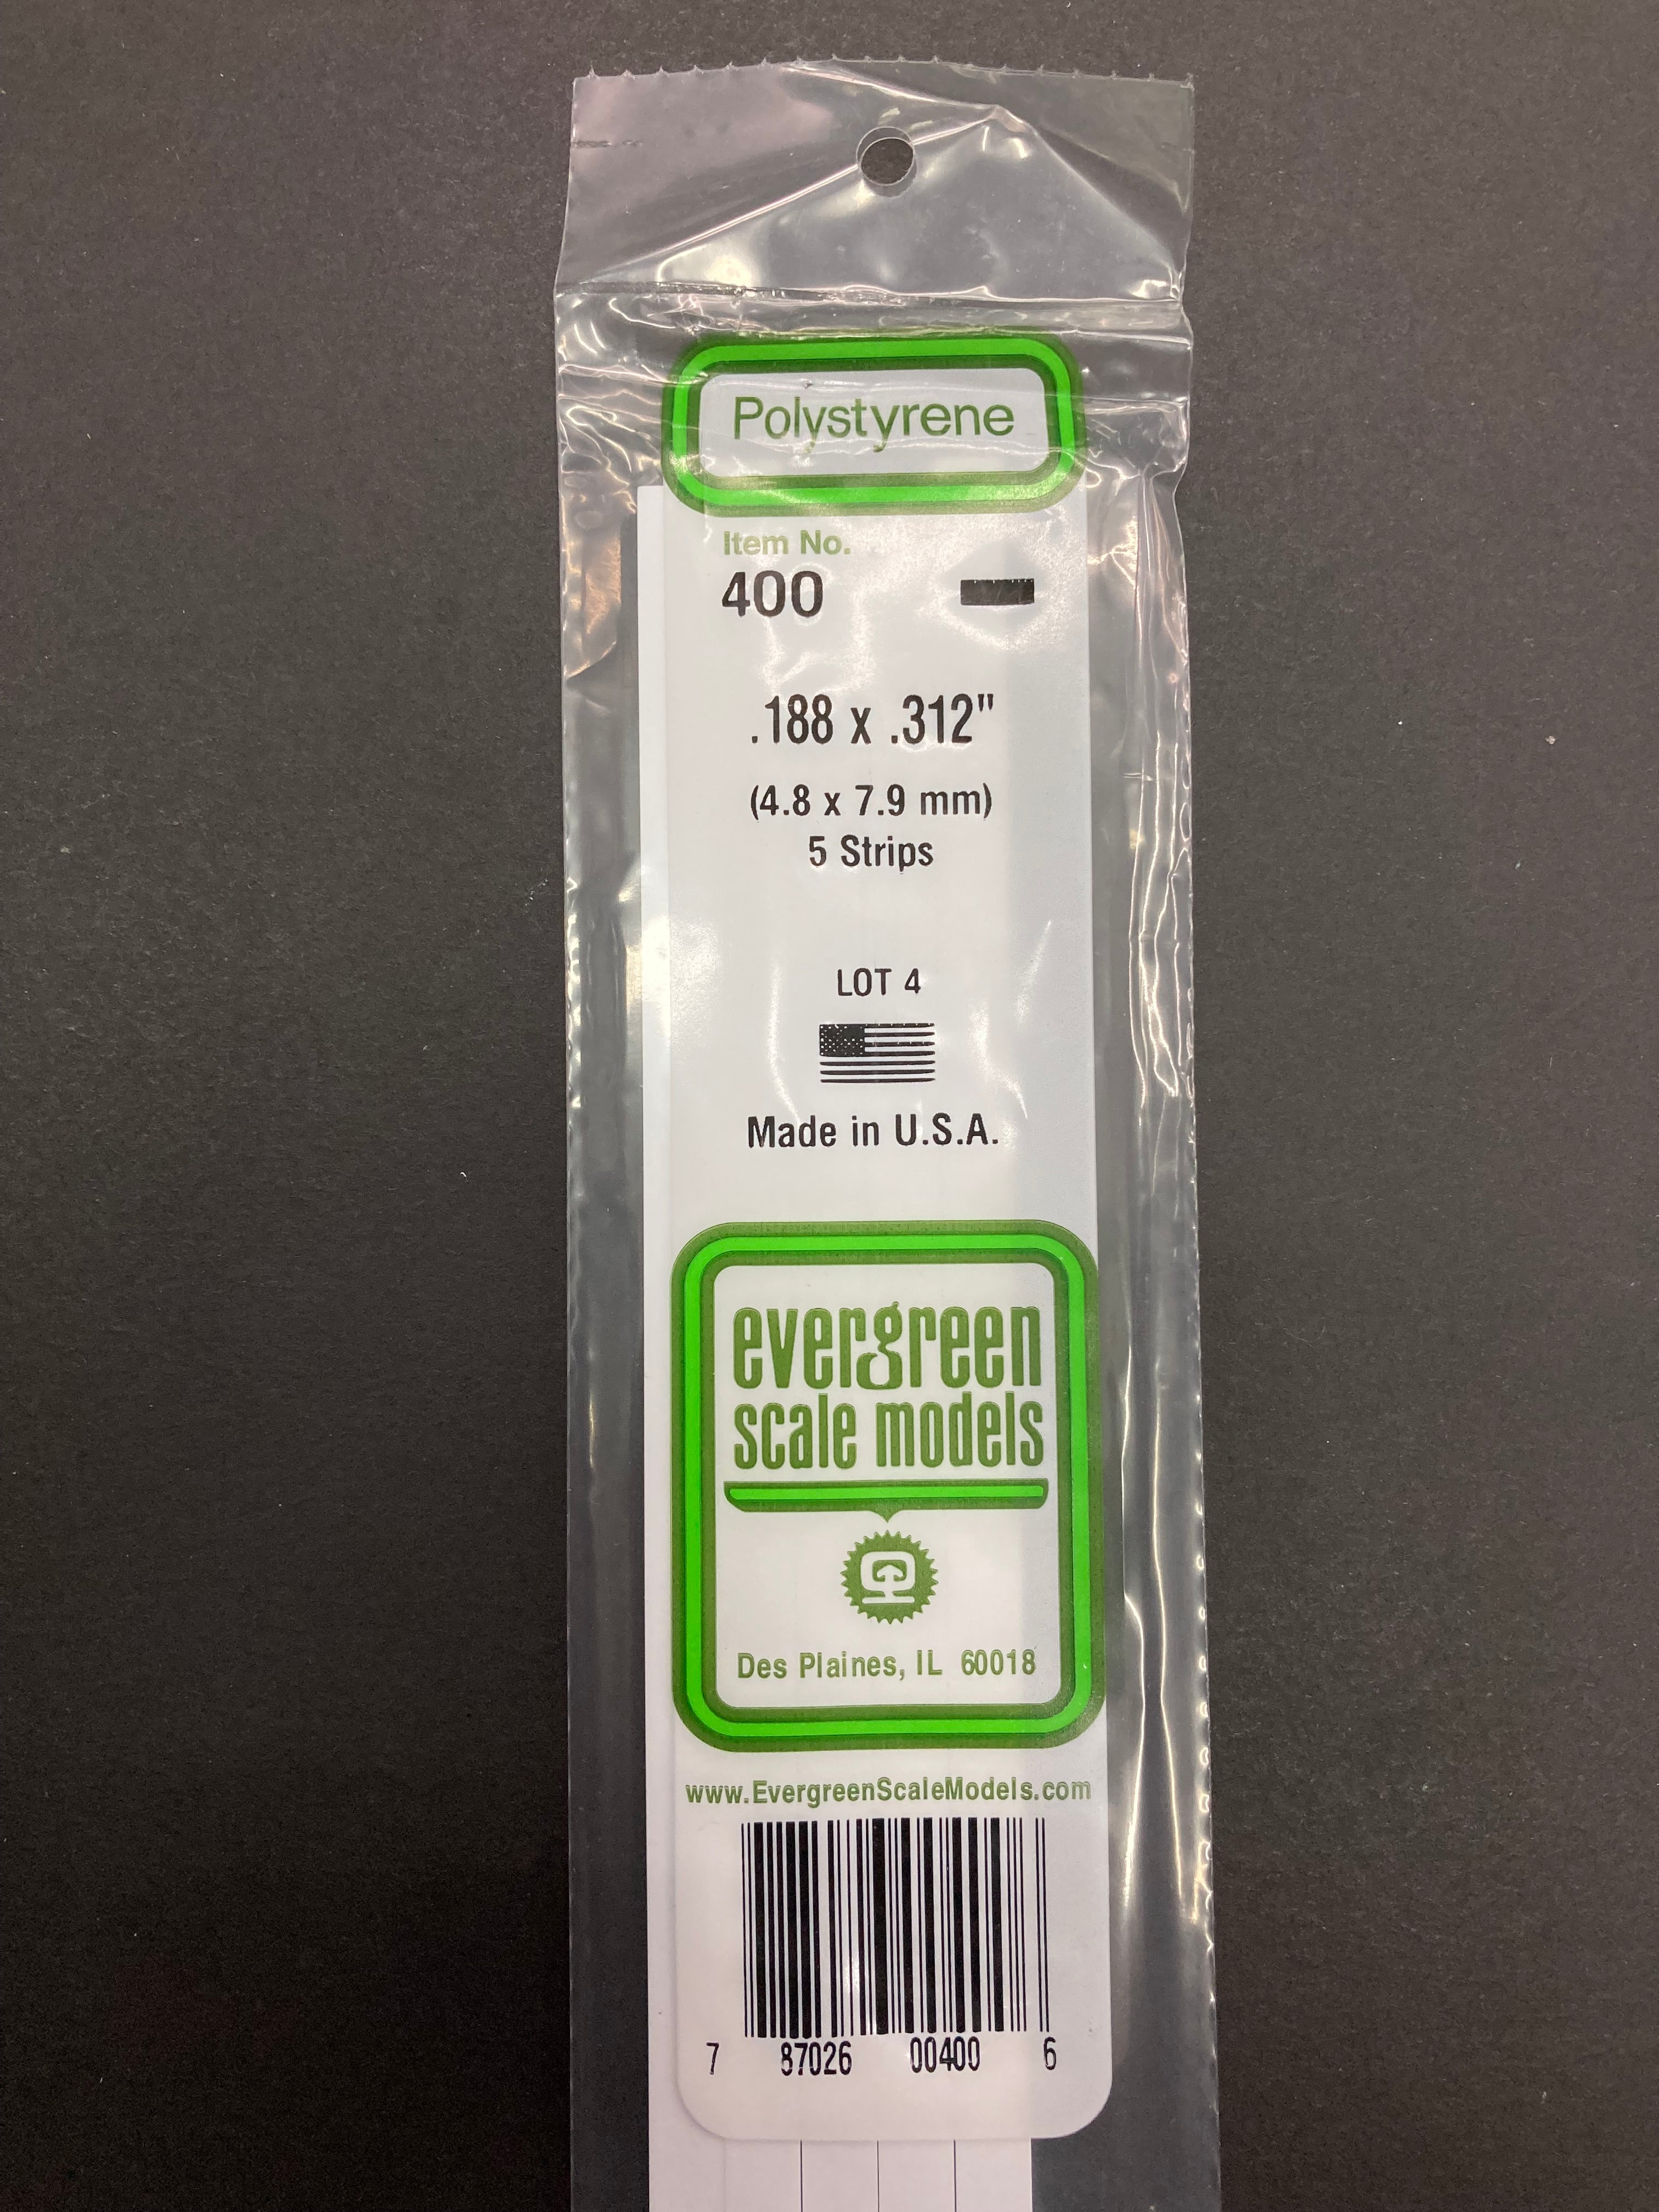 Polystyrene
Item No.
400
.188 x .312"
(4.8 x 7.9 mm)
5 Strips
LOT 4
Made in U.S.A.
evergreen
scale models
Des Plaines, IL 60018
www.EvergreenScaleModels.com
7 87026 00400 6